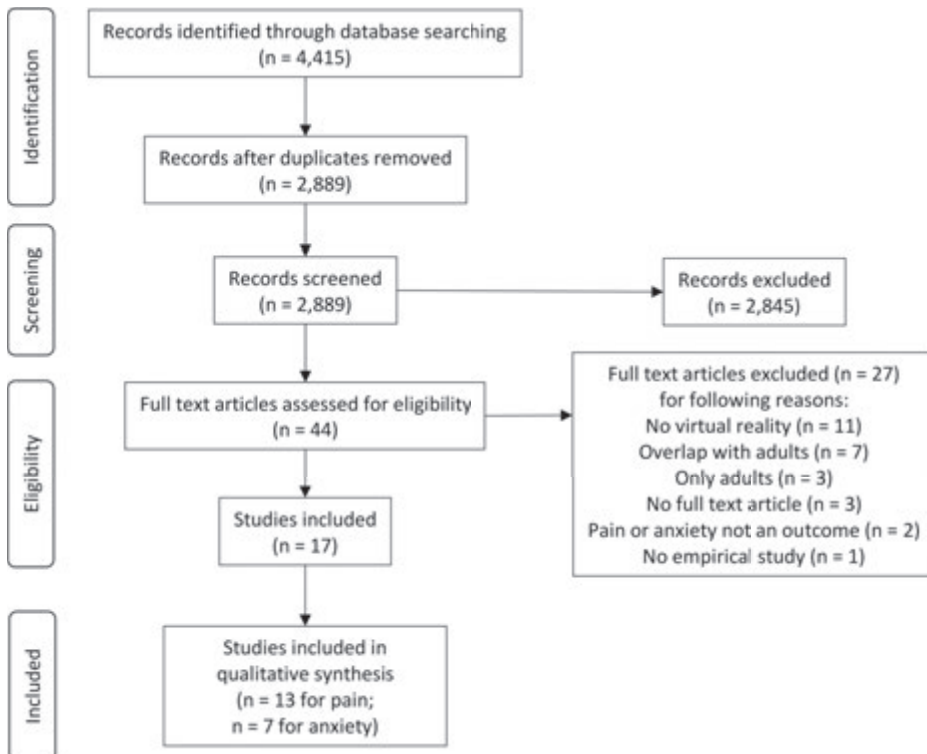 Identification
Records identified through database searching
(n = 4,415)
Records after duplicates removed
(n = 2,889)
Screening
Records screened
(n = 2,889)
Records excluded
(n = 2,845)
Eligibility
Full text articles assessed for eligibility
(n = 44)
Full text articles excluded (n = 27)
for following reasons:
No virtual reality (n = 11)
Overlap with adults (n = 7)
Only adults (n = 3)
No full text article (n = 3)
Pain or anxiety not an outcome (n = 2)
No empirical study (n = 1)
Studies included
(n = 17)
Included
Studies included in
qualitative synthesis
(n = 13 for pain;
n = 7 for anxiety)